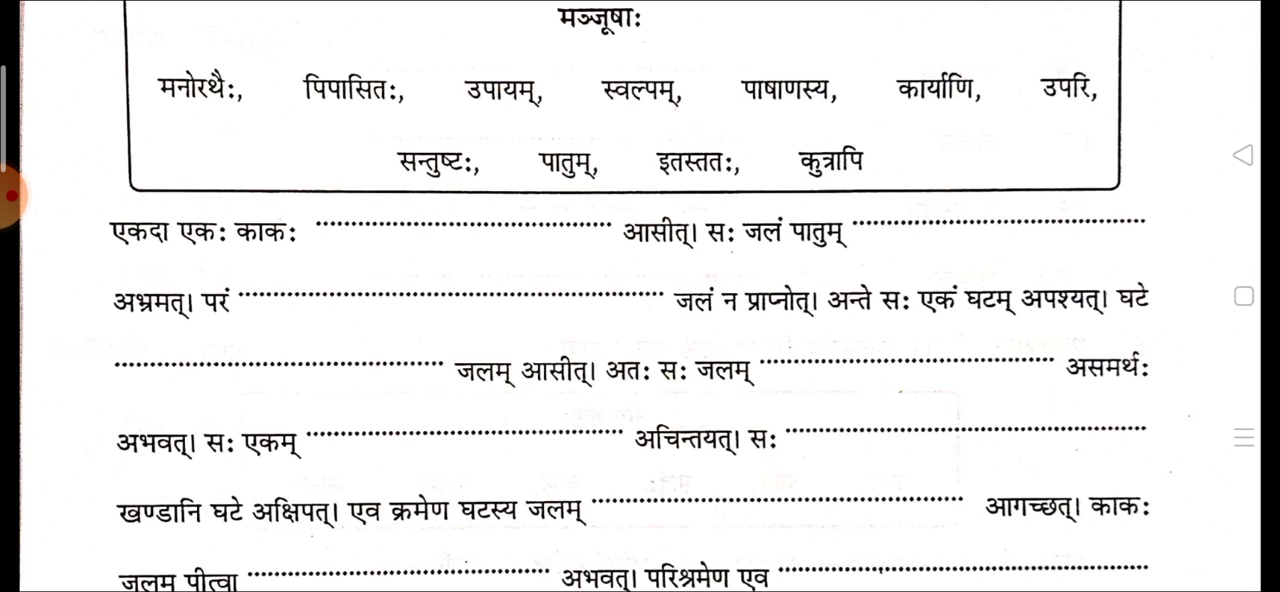 मञ्जूषाः
मनोरथैः, पिपासितः, उपायम्, स्वल्पम्, पाषाणस्य, कार्याणि, उपरि,
सन्तुष्टः, पातुम्, इतस्ततः, कुत्रापि
एकदा एकः काकः ........................ आसीत्। सः जलं पातुम् ........................
अभ्रमत्। परं ........................ जलं न प्राप्नोत्। अन्ते सः एकं घटम् अपश्यत्। घटे
........................ जलम् आसीत्। अतः सः जलम् ........................ असमर्थः
अभवत्। सः एकम् ........................ अचिन्तयत्। सः ........................
खण्डानि घटे अक्षिपत्। एव क्रमेण घटस्य जलम् ........................ आगच्छत्। काकः
जलम् पीत्वा ........................ अभवत्। परिश्रमेण एव ........................